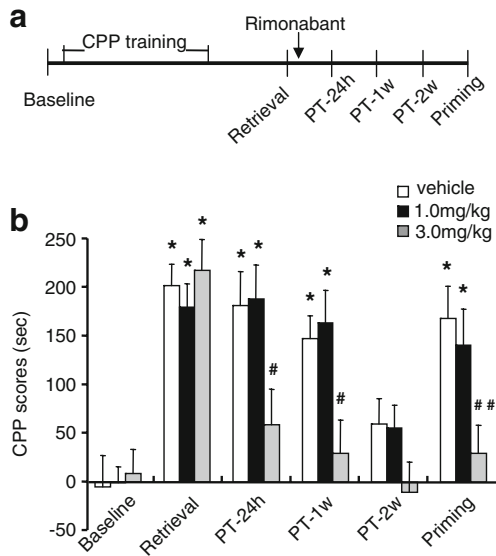 a
CPP training
Rimonabant
Baseline
Retrieval
PT-24h
PT-1w
PT-2w
Priming
vehicle
1.0mg/kg
3.0mg/kg
b
CPP scores (sec)
250
200
150
100
50
0
-50
* * *
* * #
* * #
* * ##
Baseline
Retrieval
PT-24h
PT-1w
PT-2w
Priming